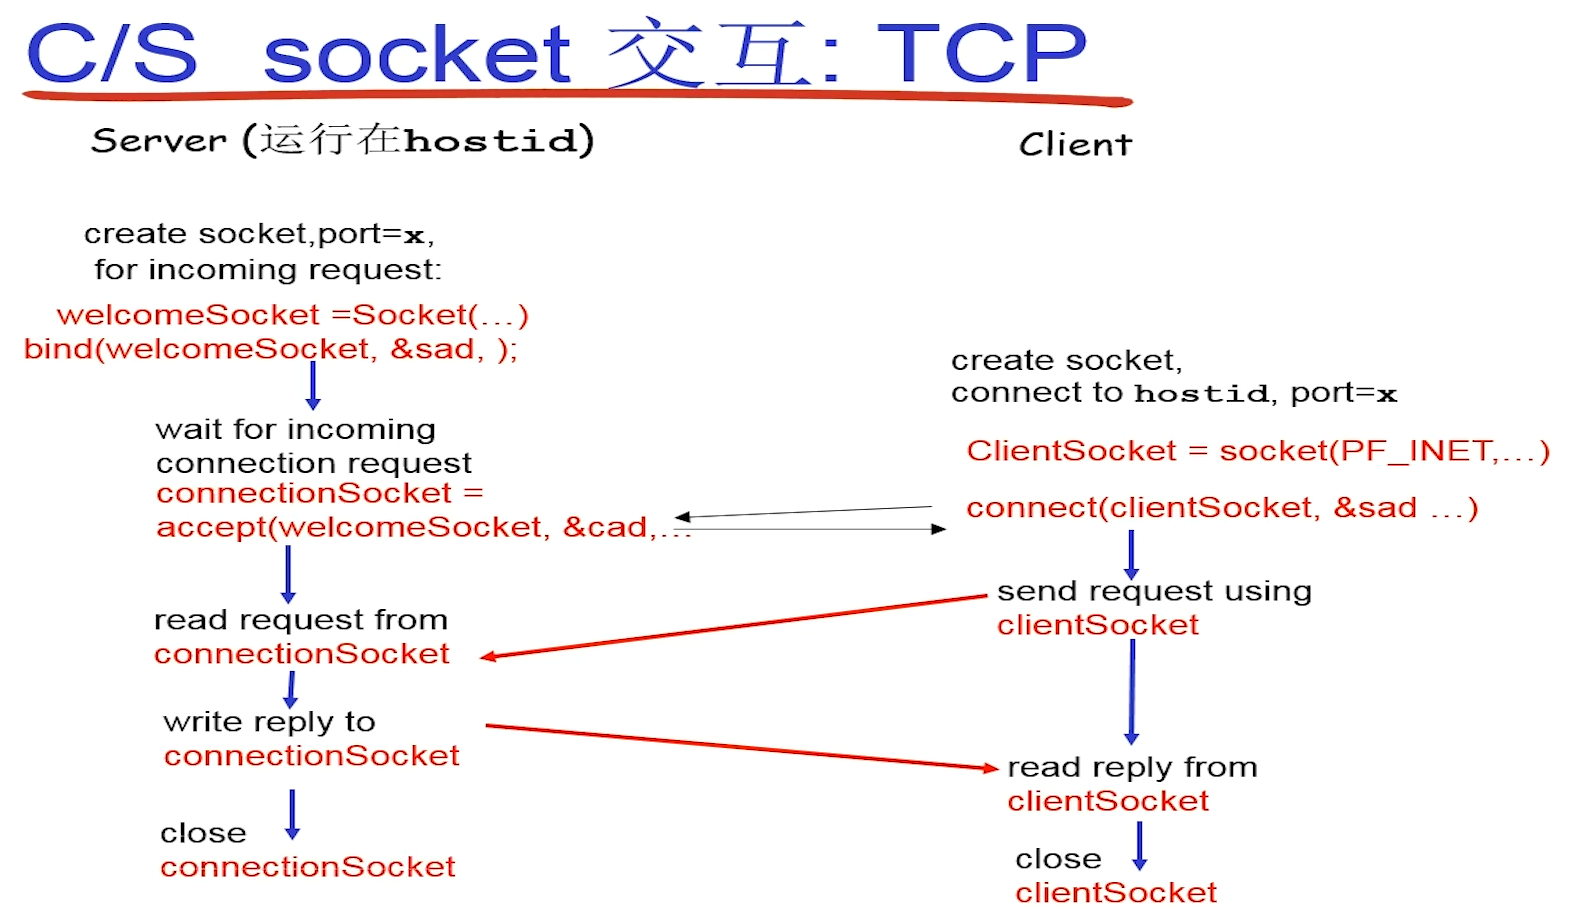 C/S socket 交互: TCP
Server (运行在hostid)
Client
create socket,port=x,
for incoming request:
welcomeSocket =Socket(...)
bind(welcomeSocket, &sad, );
wait for incoming
connection request
connectionSocket =
accept(welcomeSocket, &cad,...
read request from
connectionSocket
write reply to
connectionSocket
close
connectionSocket
create socket,
connect to hostid, port=x
ClientSocket = socket(PF_INET,...)
connect(clientSocket, &sad ...)
send request using
clientSocket
read reply from
clientSocket
close
clientSocket